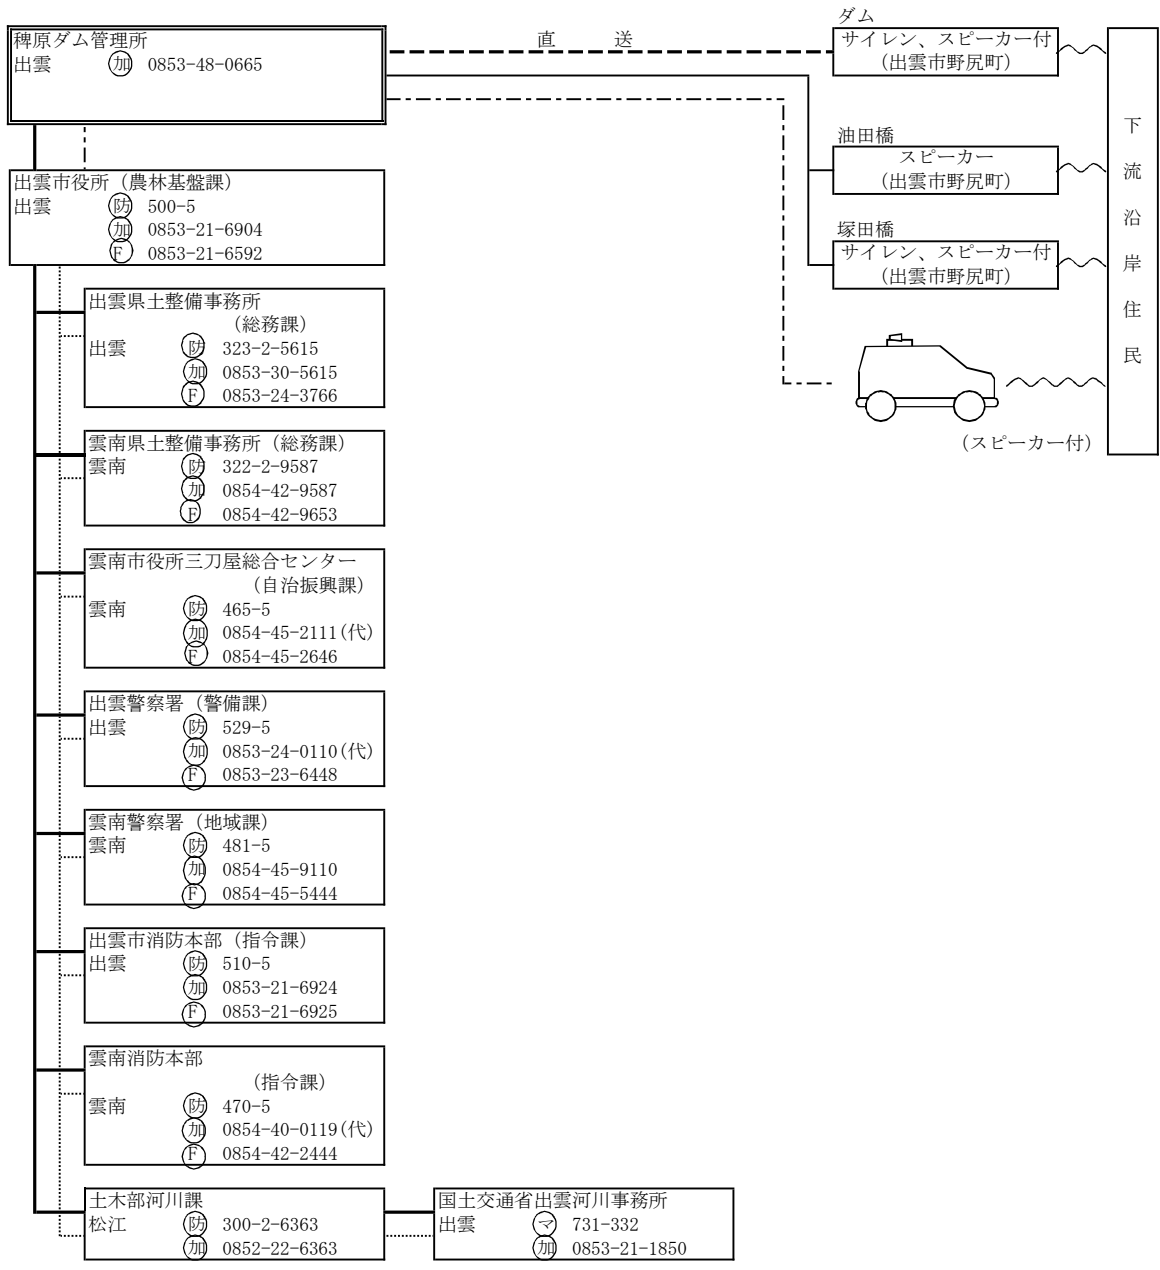 稗原ダム管理所
出雲 加 0853-48-0665
直 送
ダム
サイレン、スピーカー付
(出雲市野尻町)
油田橋
スピーカー
(出雲市野尻町)
塚田橋
サイレン、スピーカー付
(出雲市野尻町)
(スピーカー付)
下流沿岸住民
出雲市役所(農林基盤課)
出雲 防 500-5
加 0853-21-6904
F 0853-21-6592
出雲県土整備事務所
(総務課)
出雲 防 323-2-5615
加 0853-30-5615
F 0853-24-3766
雲南県土整備事務所(総務課)
雲南 防 322-2-9587
加 0854-42-9587
F 0854-42-9653
雲南市役所三刀屋総合センター
(自治振興課)
雲南 防 465-5
加 0854-45-2111(代)
F 0854-45-2646
出雲警察署(警備課)
出雲 防 529-5
加 0853-24-0110(代)
F 0853-23-6448
雲南警察署(地域課)
雲南 防 481-5
加 0854-45-9110
F 0854-45-5444
出雲市消防本部(指令課)
出雲 防 510-5
加 0853-21-6924
F 0853-21-6925
雲南消防本部
(指令課)
雲南 防 470-5
加 0854-40-0119(代)
F 0854-42-2444
土木部河川課
松江 防 300-2-6363
加 0852-22-6363
国土交通省出雲河川事務所
出雲 マ 731-332
加 0853-21-1850